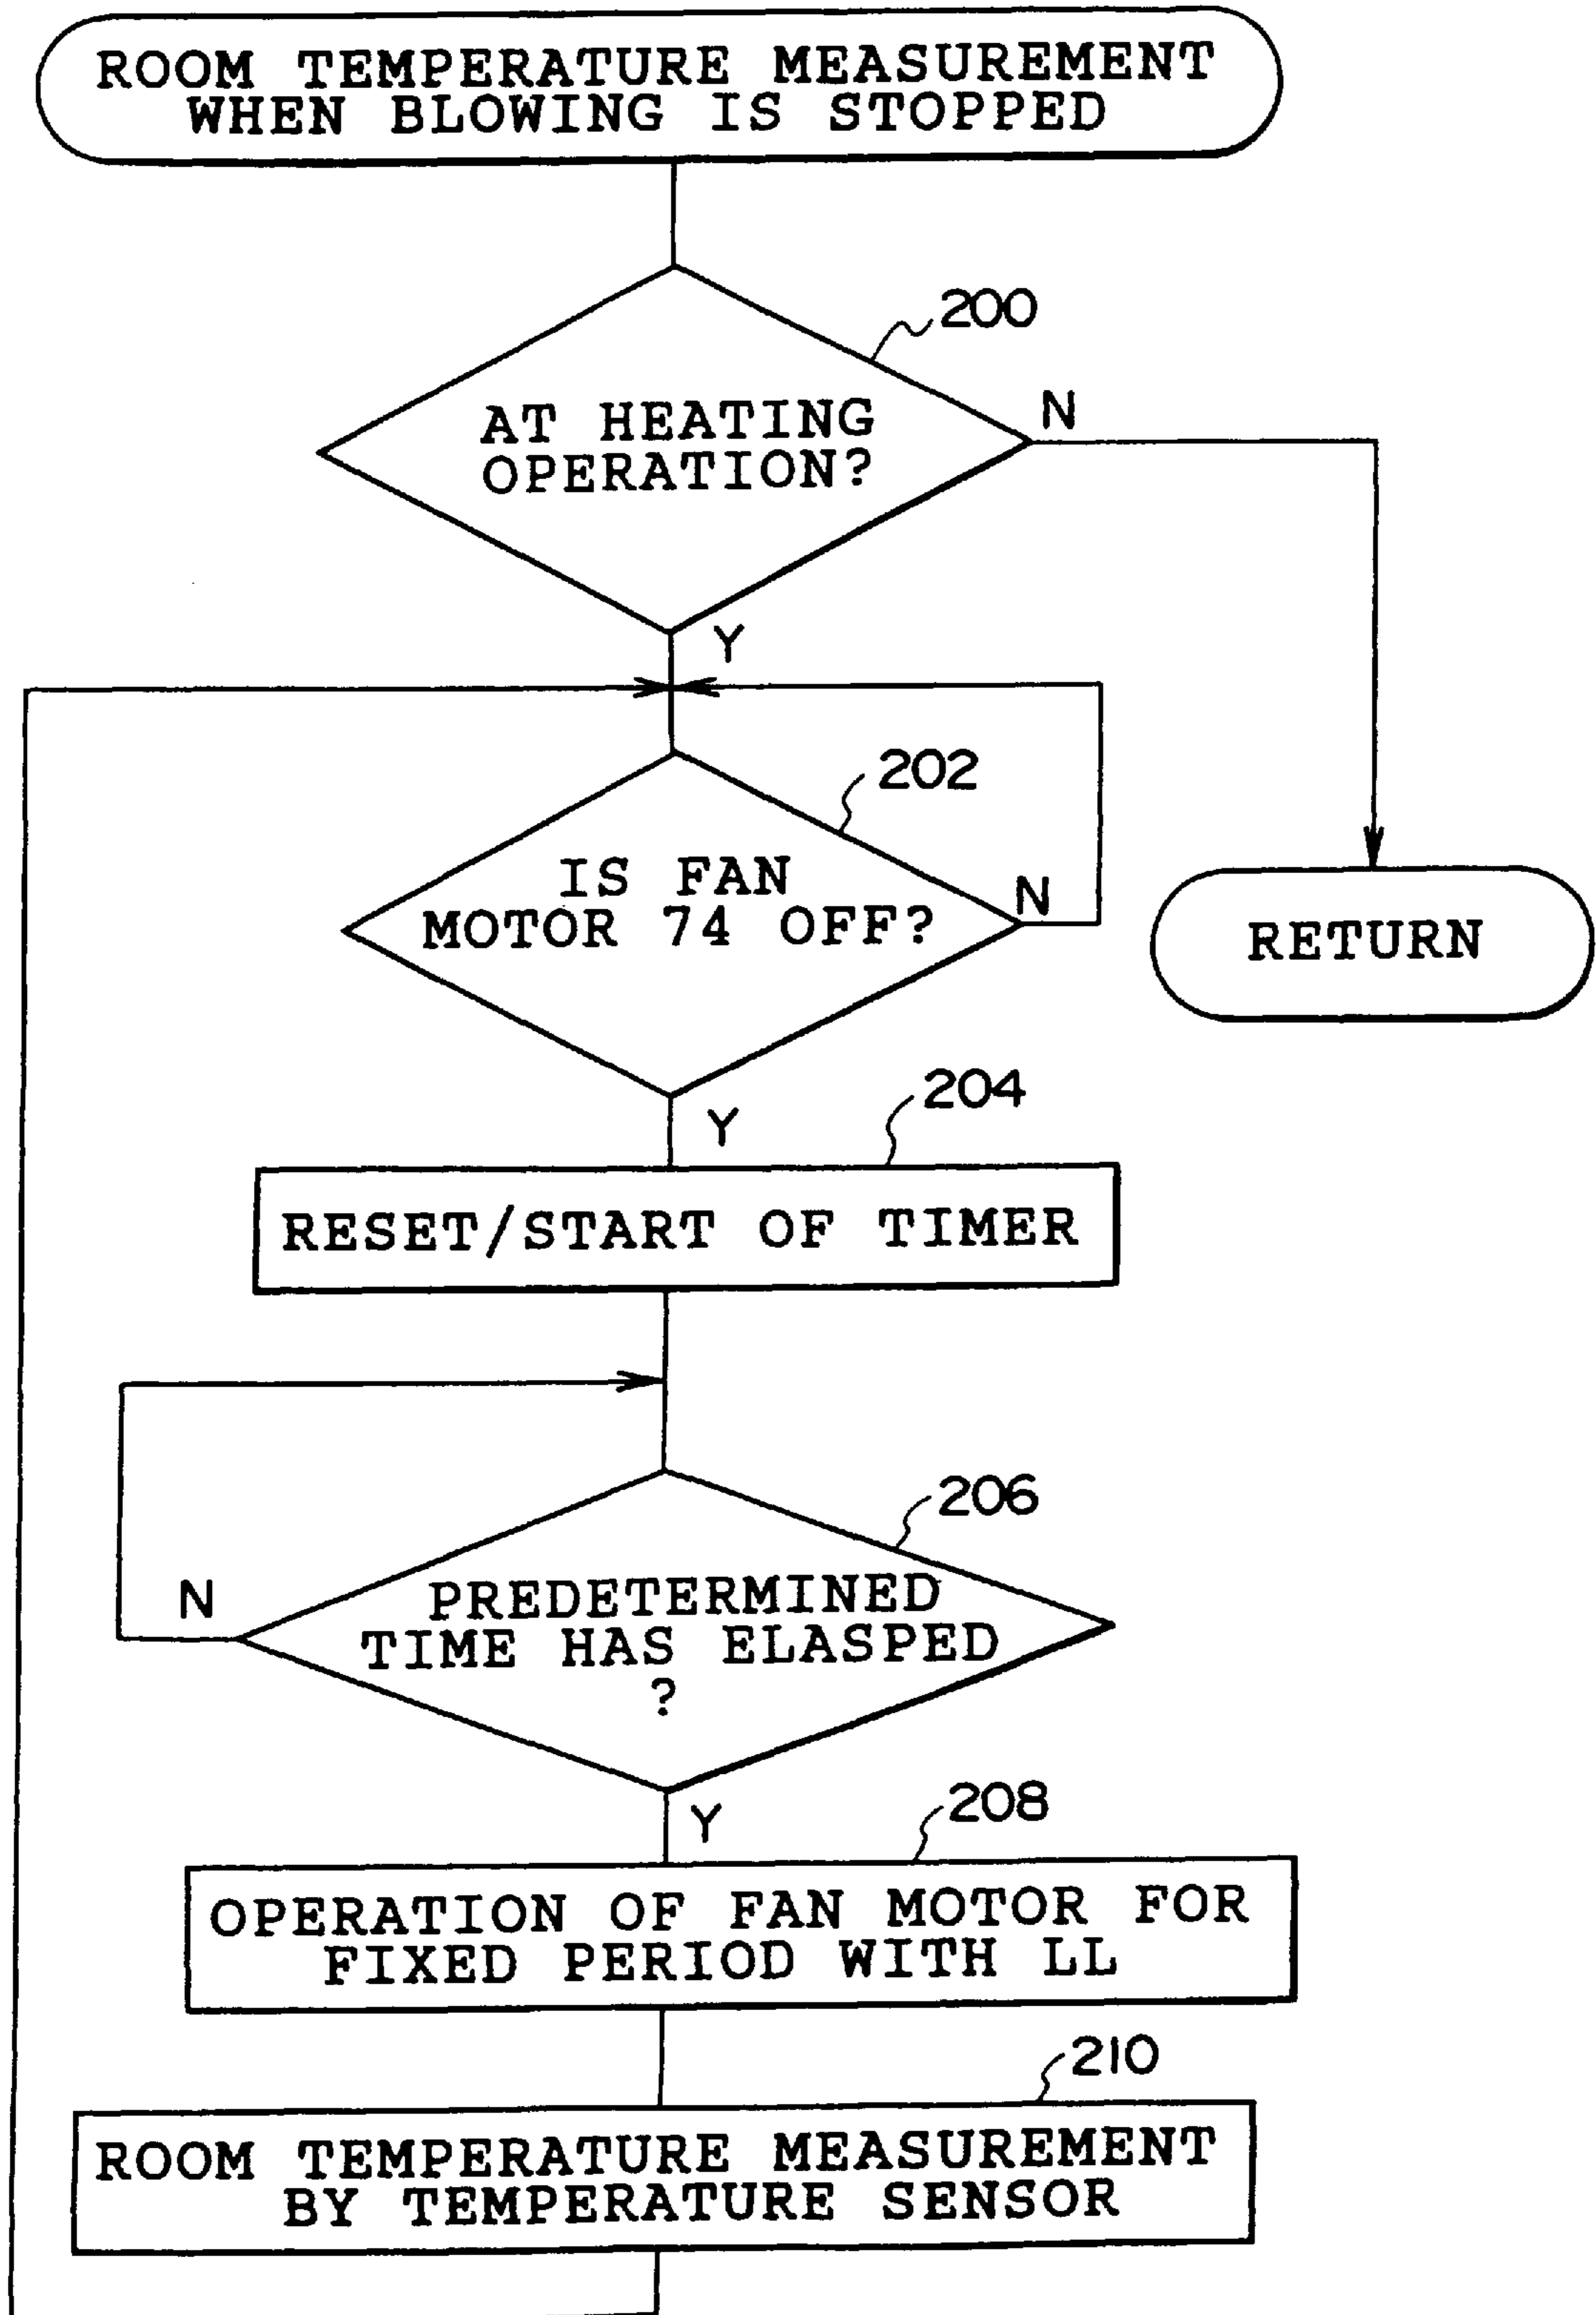 ROOM TEMPERATURE MEASUREMENT
WHEN BLOWING IS STOPPED
200
AT HEATING
OPERATION?
N
Y
202
IS FAN
MOTOR 74 OFF?
N
RETURN
Y
204
RESET/START OF TIMER
206
N
PREDETERMINED
TIME HAS ELASPED
?
Y
208
OPERATION OF FAN MOTOR FOR
FIXED PERIOD WITH LL
210
ROOM TEMPERATURE MEASUREMENT
BY TEMPERATURE SENSOR